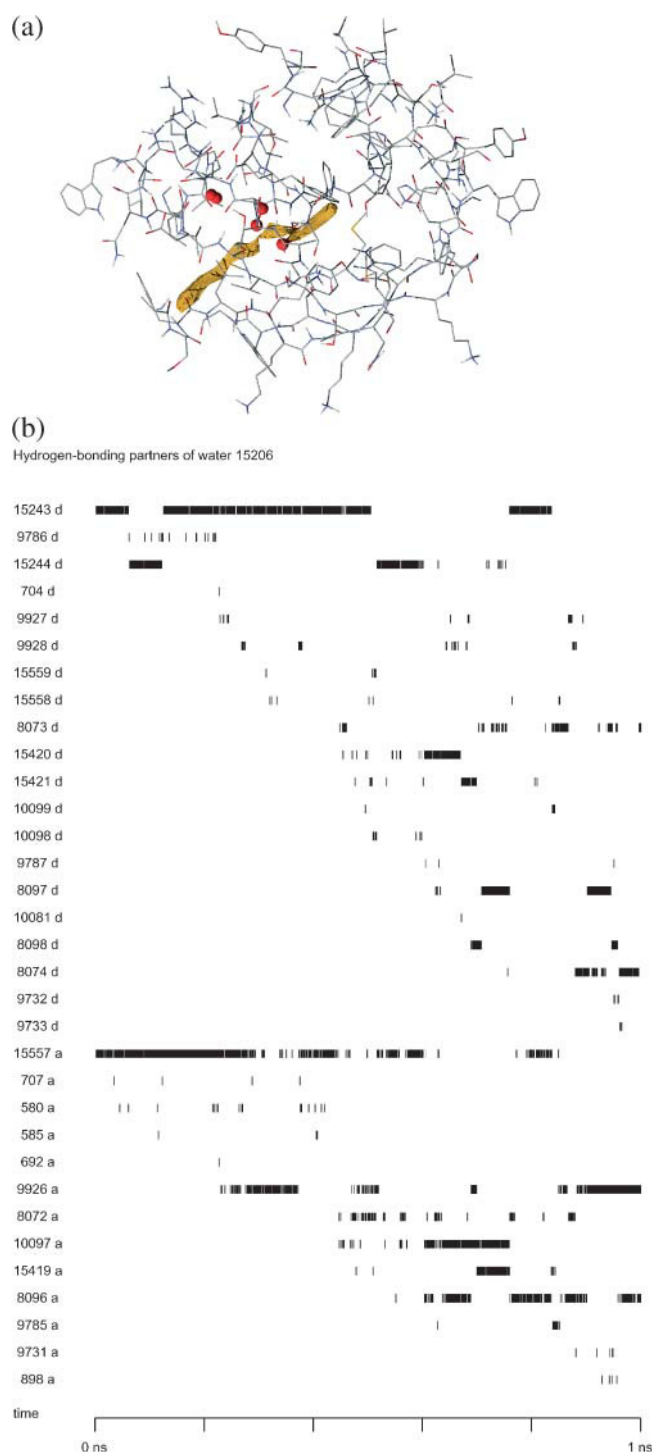 (a)
(b)
Hydrogen-bonding partners of water 15206
15243 d
9786 d
15244 d
704 d
9927 d
9928 d
15559 d
15558 d
8073 d
15420 d
15421 d
10099 d
10098 d
9787 d
8097 d
10081 d
8098 d
8074 d
9732 d
9733 d
15557 a
707 a
580 a
585 a
692 a
9926 a
8072 a
10097 a
15419 a
8096 a
9785 a
9731 a
898 a
time
0 ns 1 ns